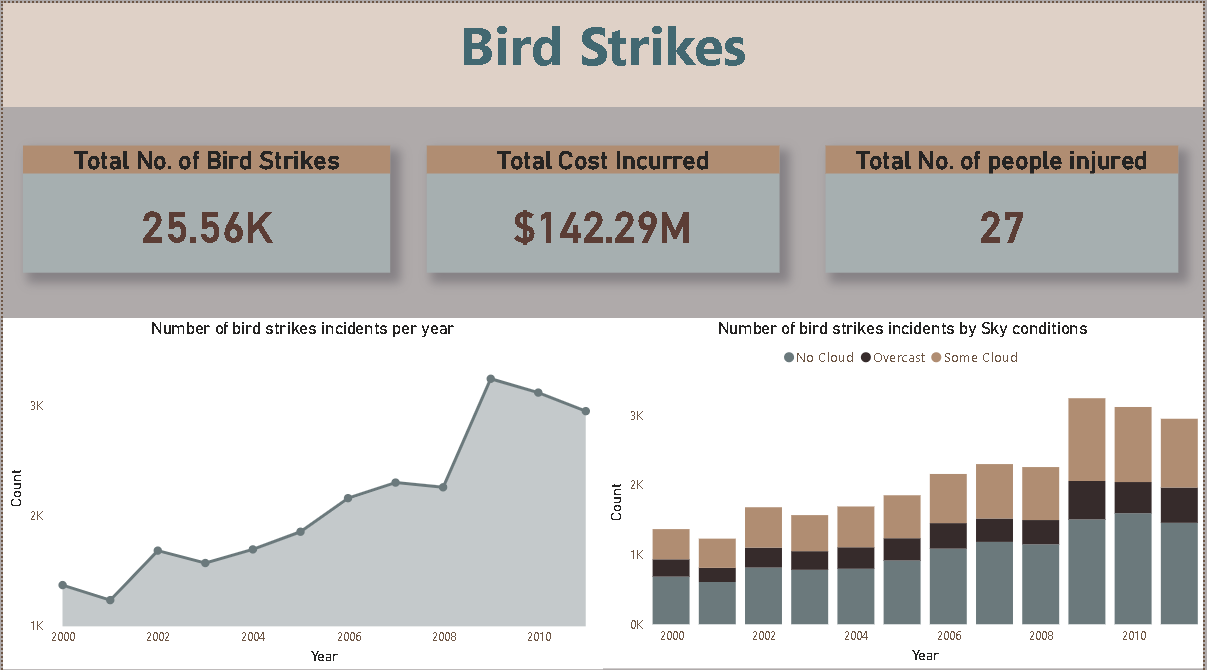 Bird Strikes
Total No. of Bird Strikes
25.56K
Total Cost Incurred
$142.29M
Total No. of people injured
27
Number of bird strikes incidents per year
3K
2K
1K
Count
2000 2002 2004 2006 2008 2010
Year
Number of bird strikes incidents by Sky conditions
No Cloud Overcast Some Cloud
3K
2K
1K
0K
Count
2000 2002 2004 2006 2008 2010
Year